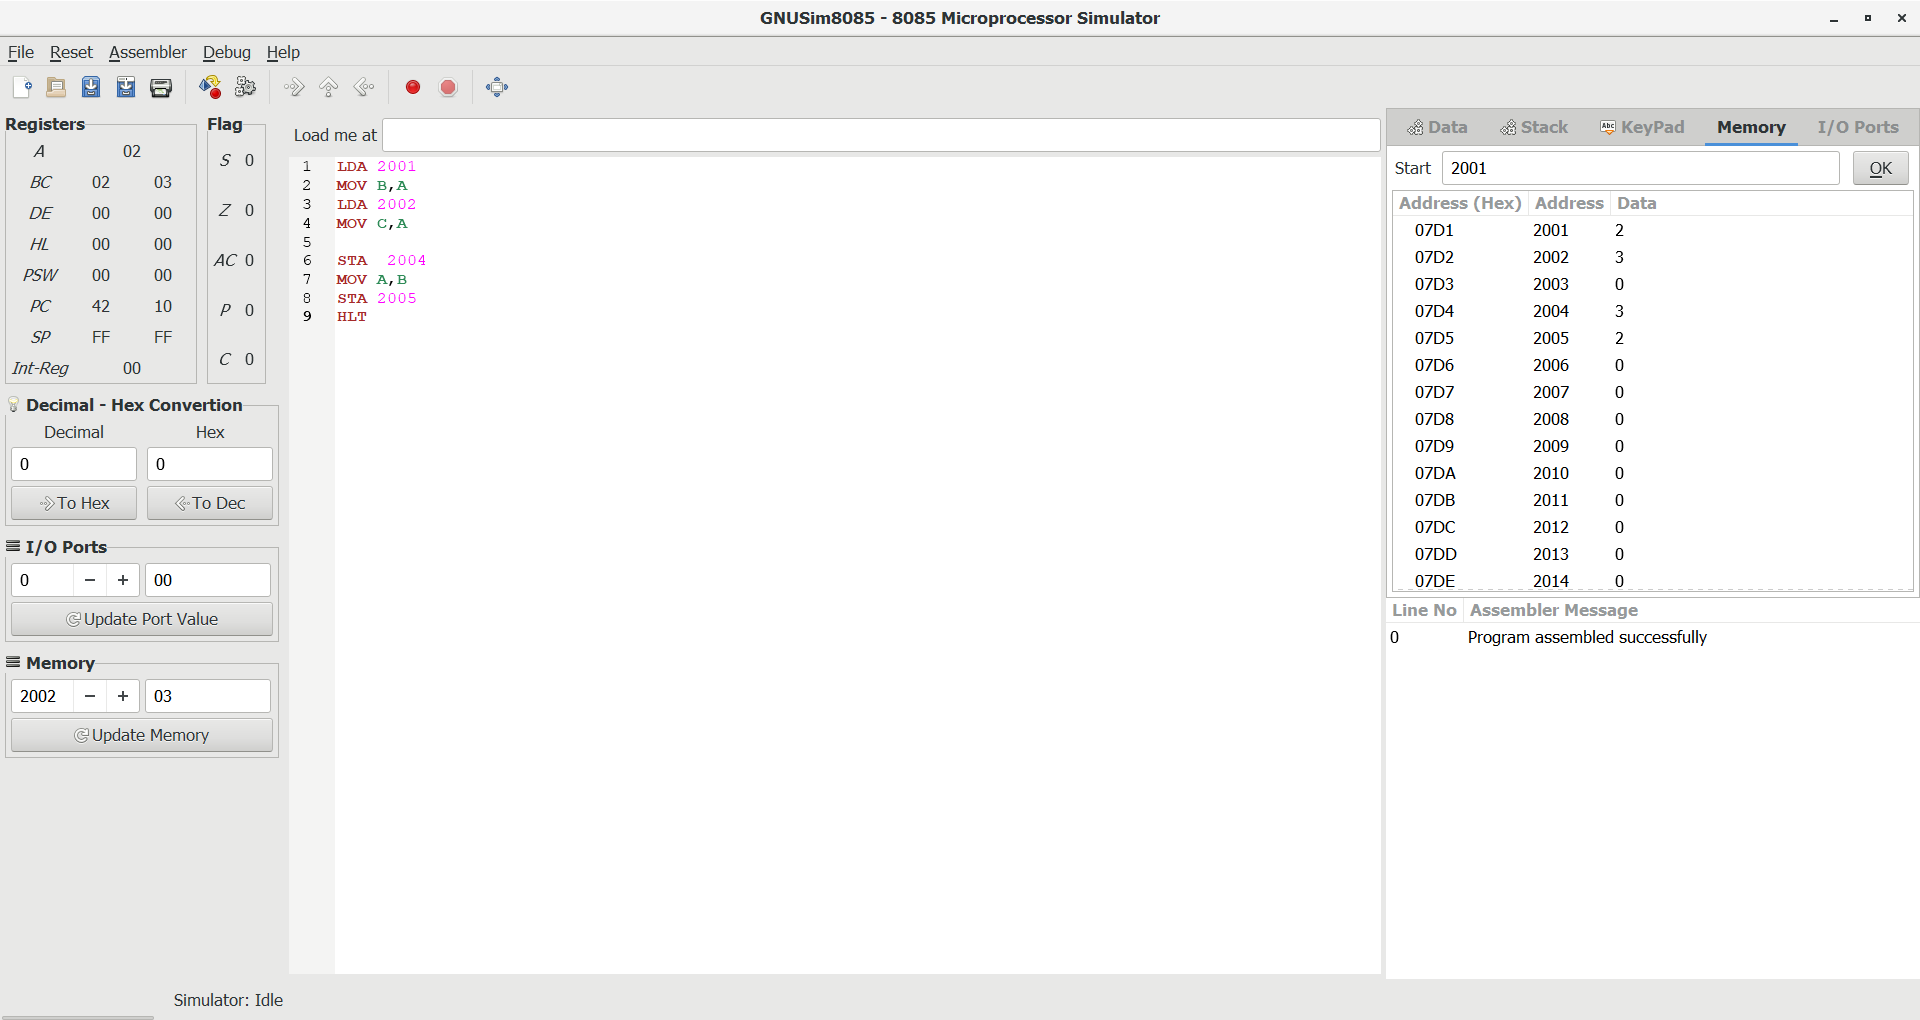 GNUSim8085 - 8085 Microprocessor Simulator
File Reset Assembler Debug Help
Registers
A 02
BC 02 03
DE 00 00
HL 00 00
PSW 00 00
PC 42 10
SP FF FF
Int-Reg 00
Flag
S 0
Z 0
AC 0
P 0
C 0
Decimal - Hex Convertion
Decimal Hex
0 0
To Hex To Dec
I/O Ports
0 − + 00
Update Port Value
Memory
2002 − + 03
Update Memory
Load me at
1 LDA 2001
2 MOV B,A
3 LDA 2002
4 MOV C,A
5
6 STA  2004
7 MOV A,B
8 STA 2005
9 HLT
Data Stack Abc KeyPad Memory I/O Ports
Start 2001 OK
Address (Hex) Address Data
07D1 2001 2
07D2 2002 3
07D3 2003 0
07D4 2004 3
07D5 2005 2
07D6 2006 0
07D7 2007 0
07D8 2008 0
07D9 2009 0
07DA 2010 0
07DB 2011 0
07DC 2012 0
07DD 2013 0
07DE 2014 0
Line No Assembler Message
0 Program assembled successfully
Simulator: Idle